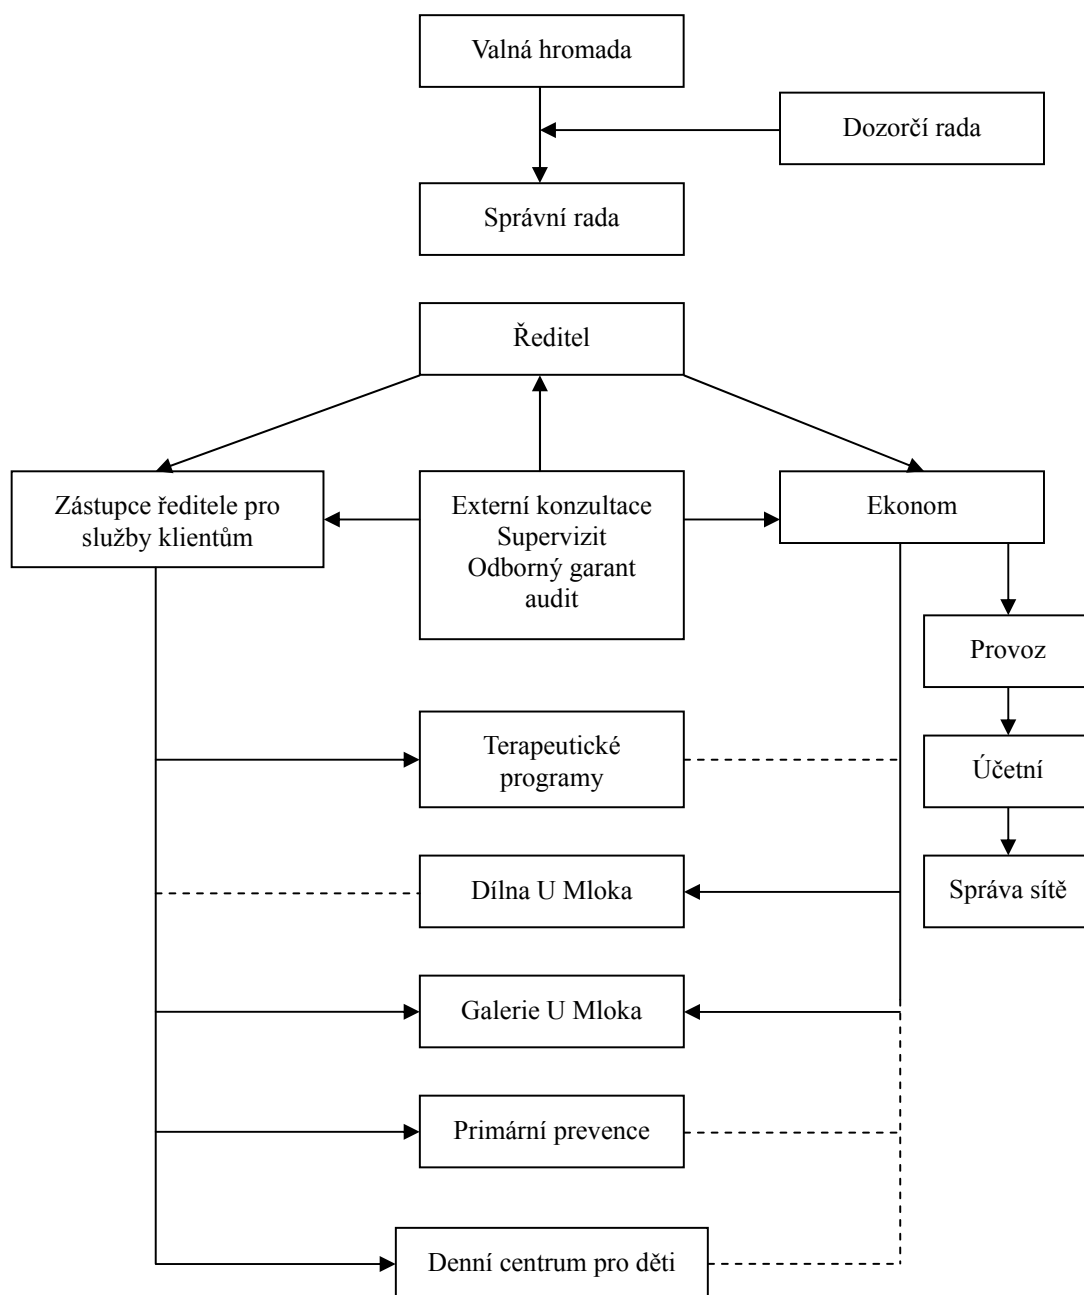 Valná hromada
Dozorčí rada
Správní rada
Ředitel
Zástupce ředitele pro
služby klientům
Externí konzultace
Supervizit
Odborný garant
audit
Ekonom
Provoz
Terapeutické
programy
Účetní
Dílna U Mloka
Správa sítě
Galerie U Mloka
Primární prevence
Denní centrum pro děti